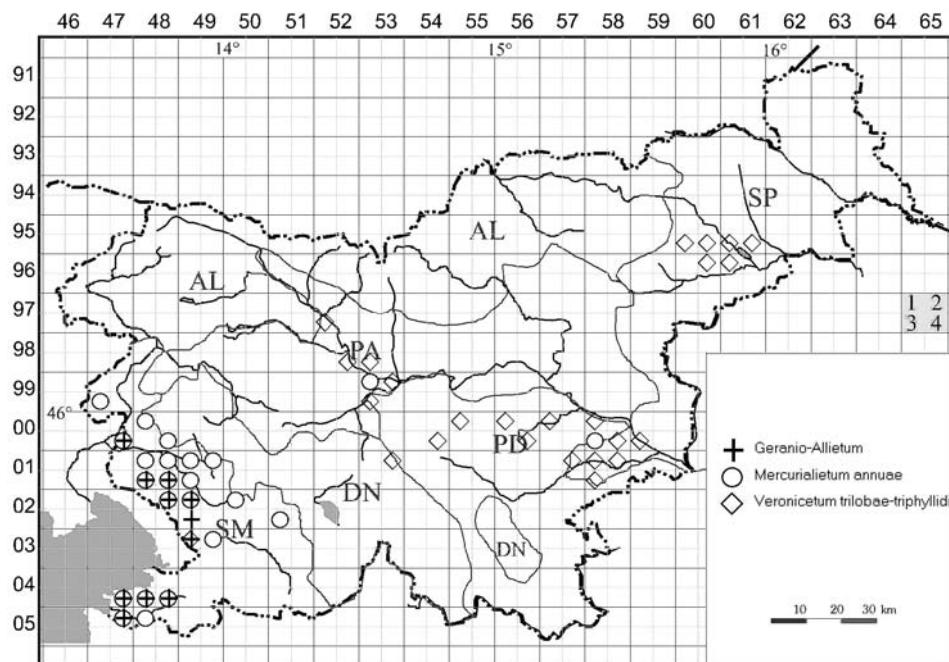 46 47 48 49 50 51 52 53 54 55 56 57 58 59 60 61 62 63 64 65
14° 15° 16°
91
92
93
94
SP
95
AL
96
AL
97
1 2
3 4
98
PA
99
46°
00
PD
Geranio-Allietum
01
Mercurialietum annuae
DN
Veronicetum trilobae-triphyllidi
02
SM
03
DN
04
05
10 20 30 km